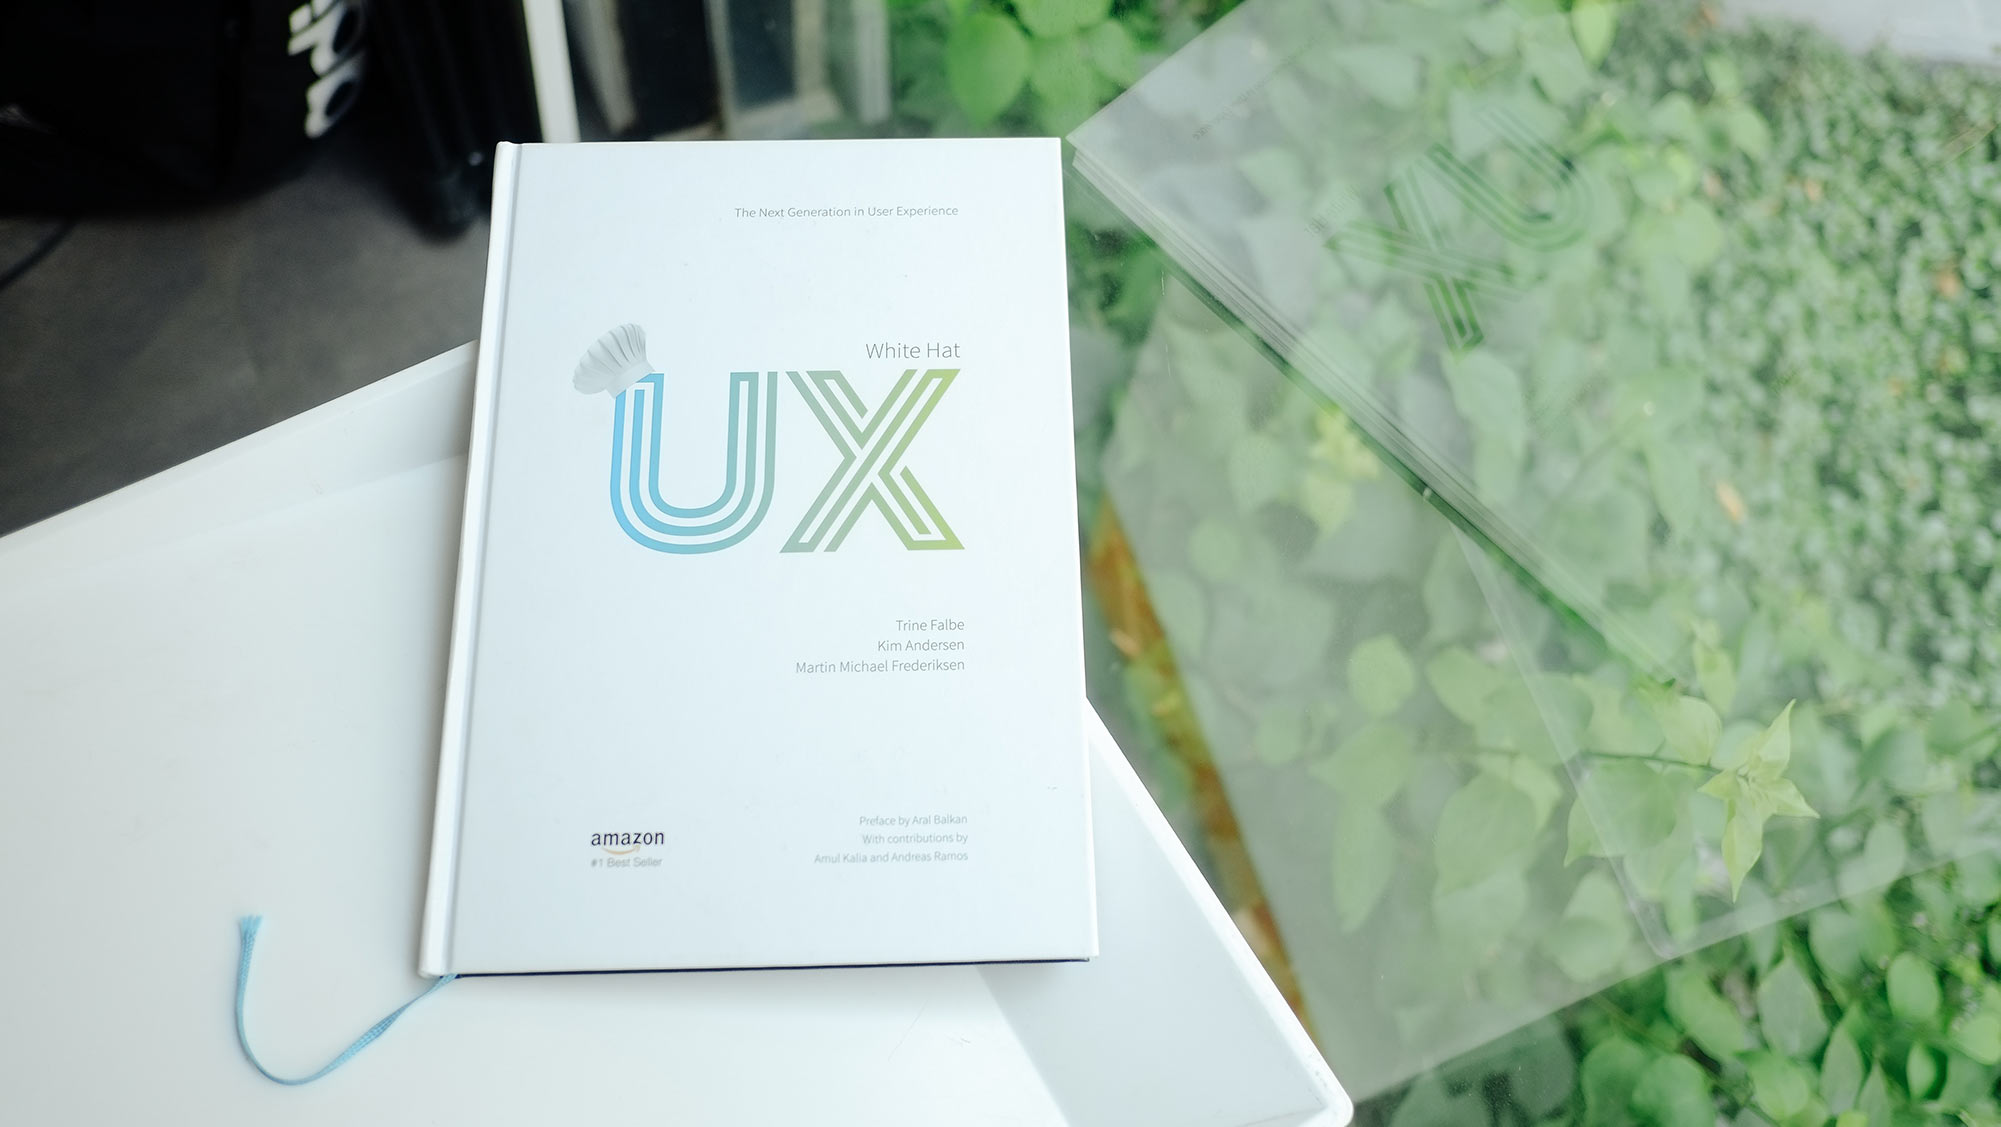 The Next Generation in User Experience
White Hat
UX
Trine Falbe
Kim Andersen
Martin Michael Frederiksen
amazon
#1 Best Seller
Preface by Aral Balkan
With contributions by
Amul Kalia and Andreas Ramos